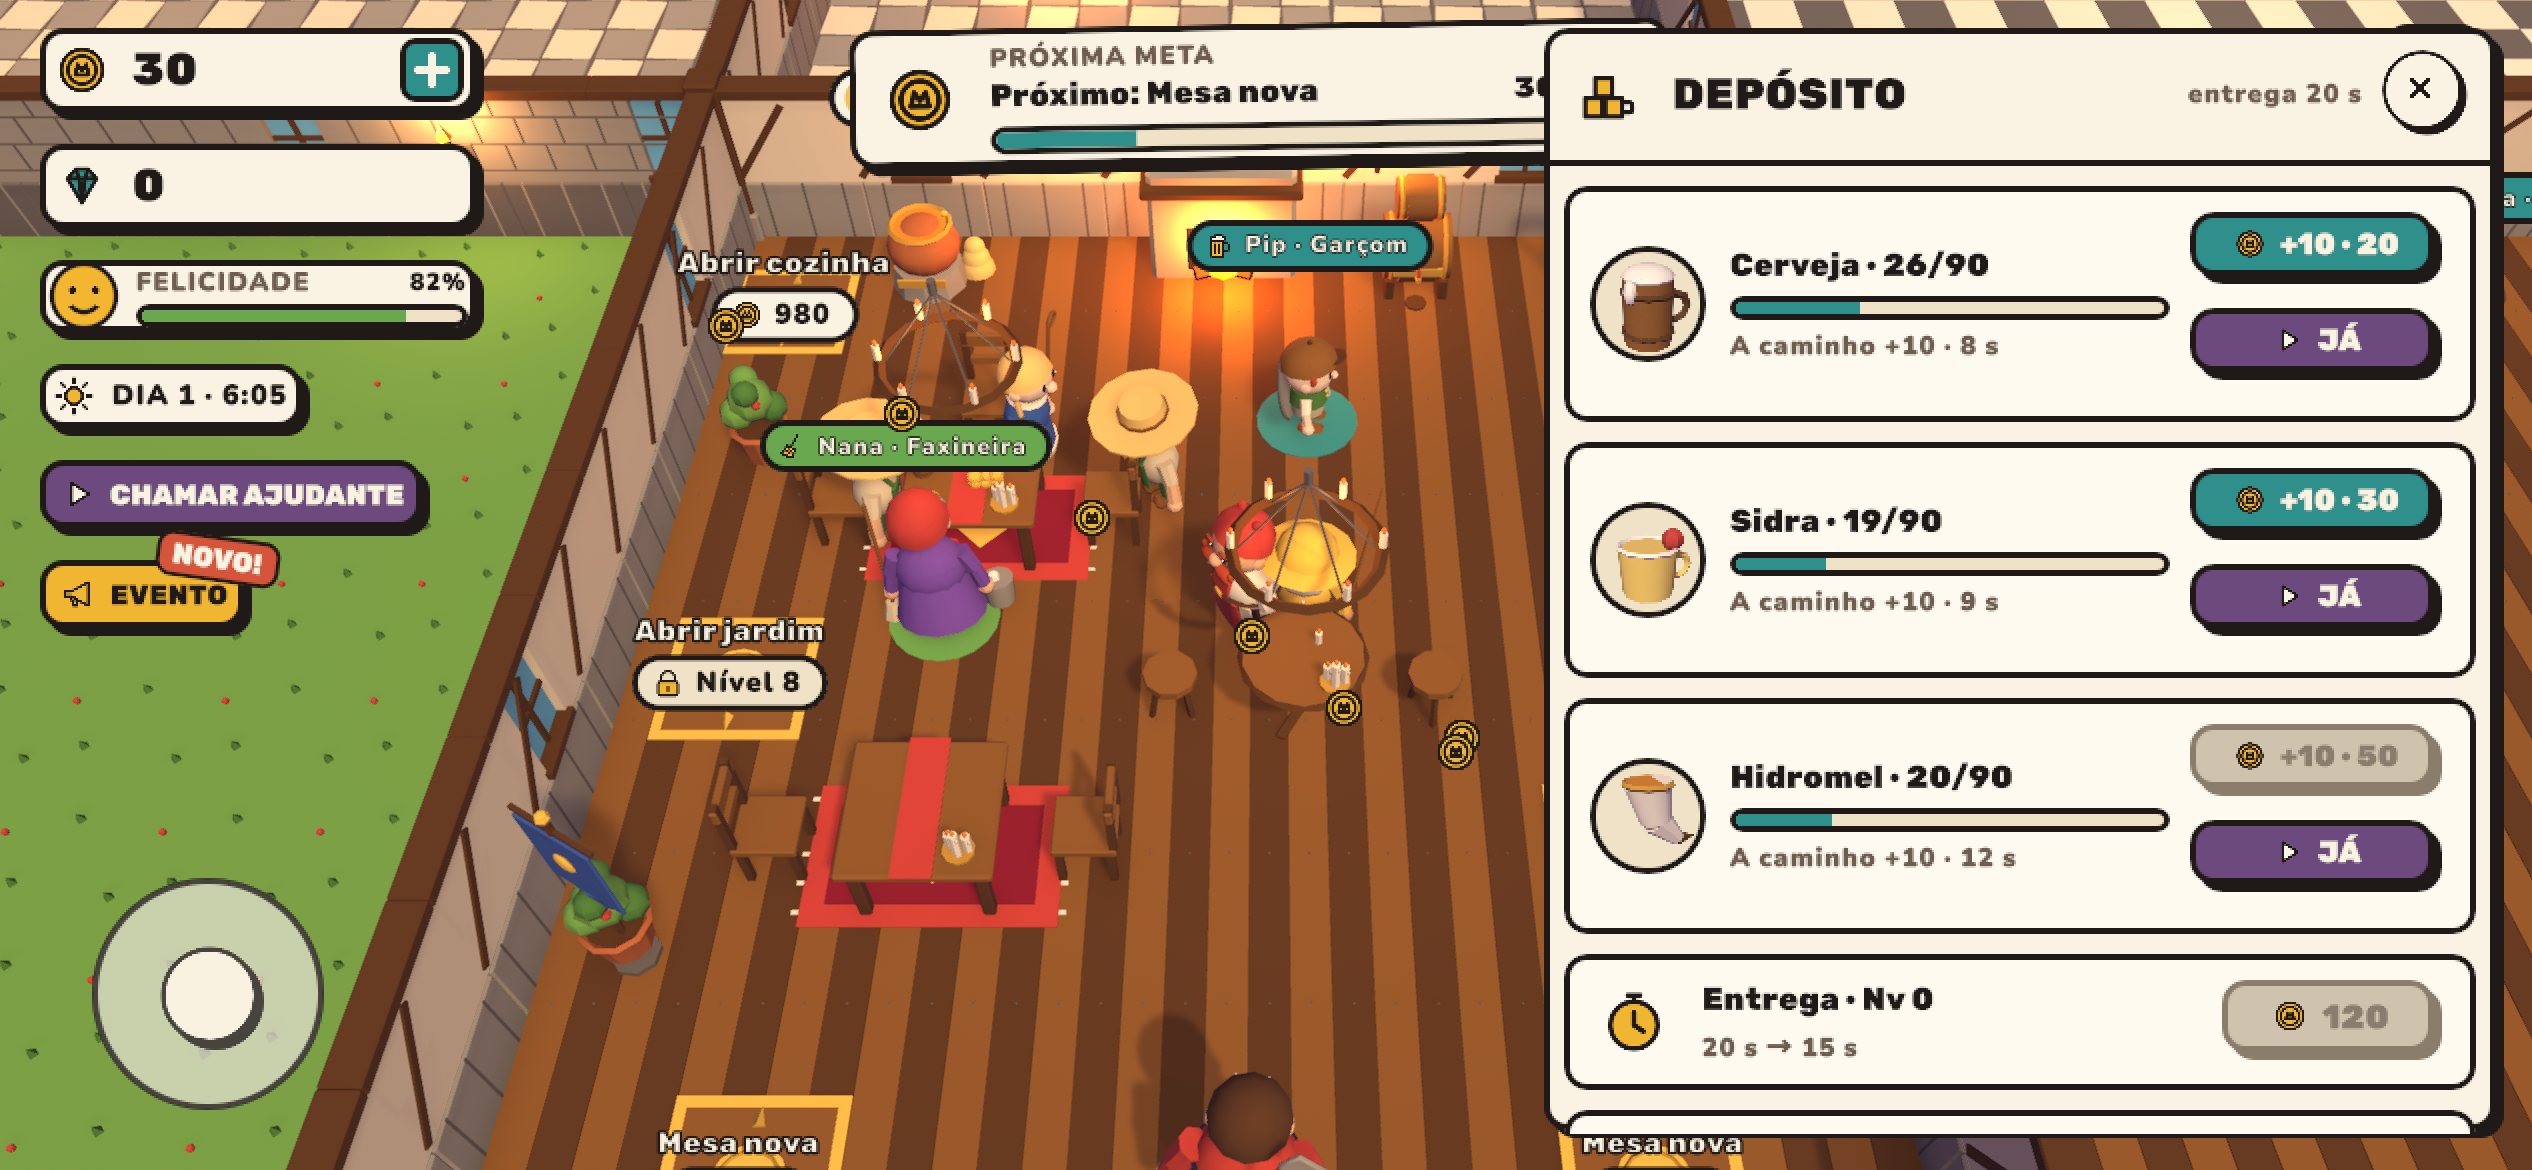 30
0
FELICIDADE 82%
DIA 1 · 6:05
CHAMAR AJUDANTE
NOVO!
EVENTO
PRÓXIMA META
Próximo: Mesa nova
Abrir cozinha
980
Pip · Garçom
Nana · Faxineira
Abrir jardim
Nível 8
Mesa nova
Mesa nova
DEPÓSITO
entrega 20 s
Cerveja · 26/90
A caminho +10 · 8 s
+10 · 20
JÁ
Sidra · 19/90
A caminho +10 · 9 s
+10 · 30
JÁ
Hidromel · 20/90
A caminho +10 · 12 s
+10 · 50
JÁ
Entrega · Nv 0
20 s → 15 s
120